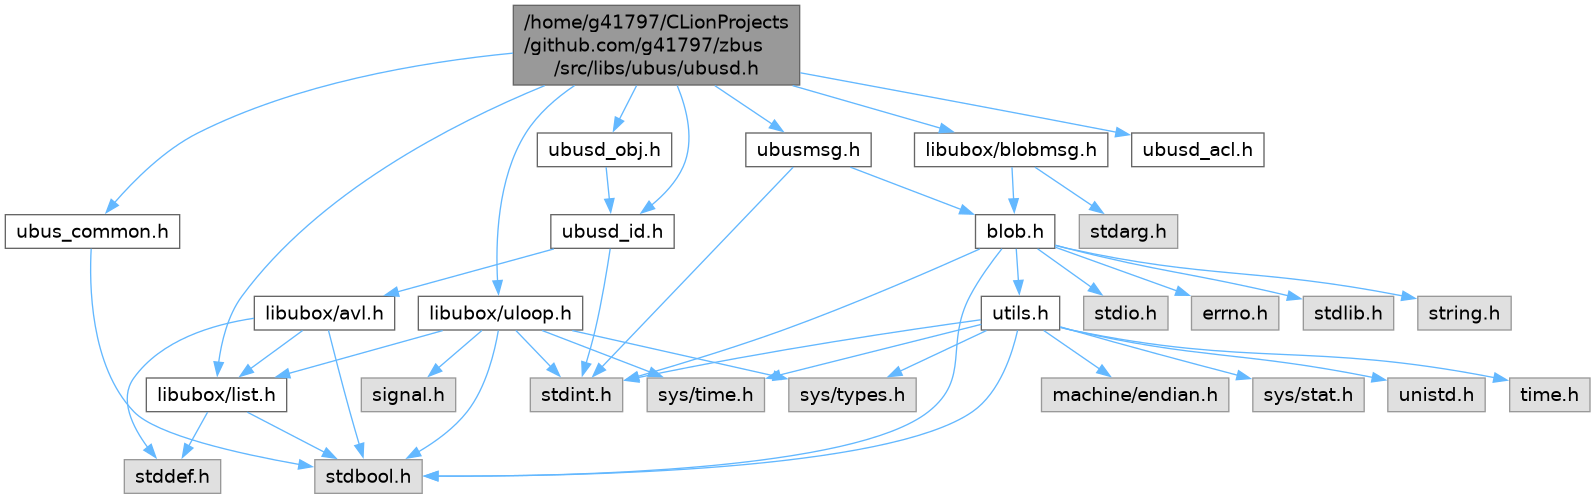 /home/g41797/CLionProjects
/github.com/g41797/zbus
/src/libs/ubus/ubusd.h
ubusd_obj.h
ubusmsg.h
libubox/blobmsg.h
ubusd_acl.h
ubus_common.h
ubusd_id.h
blob.h
stdarg.h
libubox/avl.h
libubox/uloop.h
utils.h
stdio.h
errno.h
stdlib.h
string.h
libubox/list.h
signal.h
stdint.h
sys/time.h
sys/types.h
machine/endian.h
sys/stat.h
unistd.h
time.h
stddef.h
stdbool.h